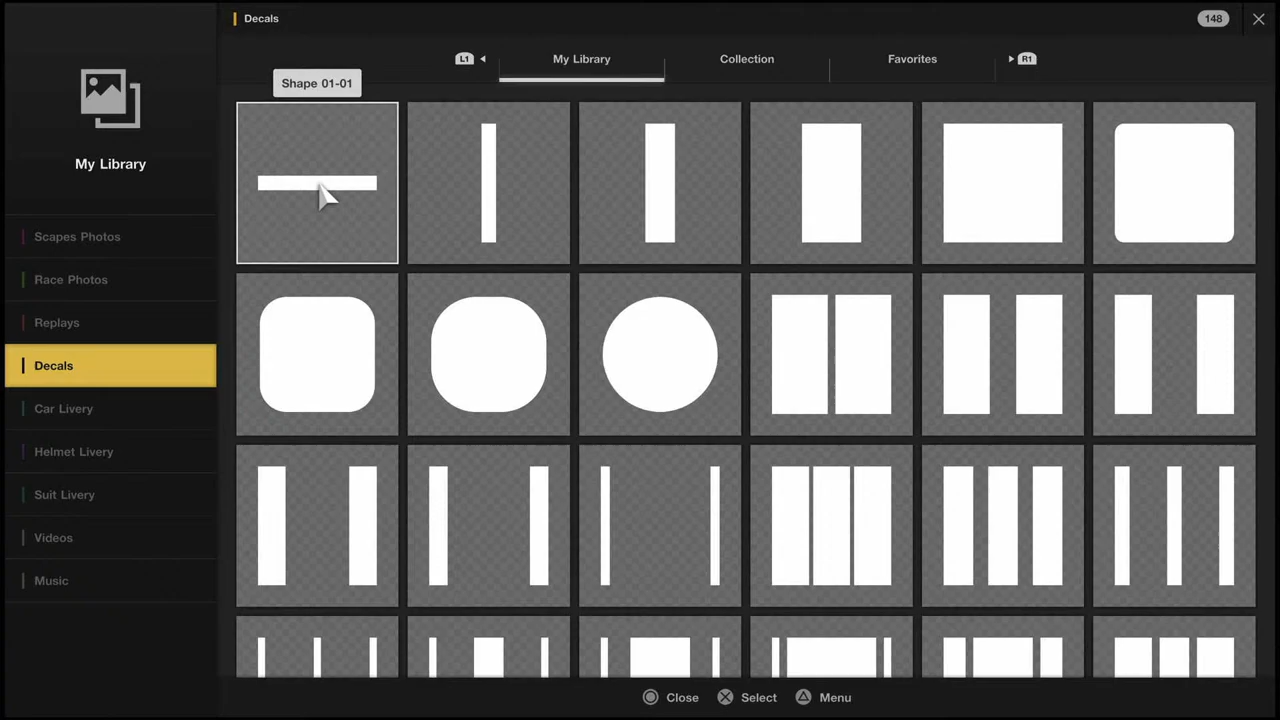 Decals
148
L1
My Library
Collection
Favorites
R1
Shape 01-01
My Library
Scapes Photos
Race Photos
Replays
Decals
Car Livery
Helmet Livery
Suit Livery
Videos
Music
Close
Select
Menu